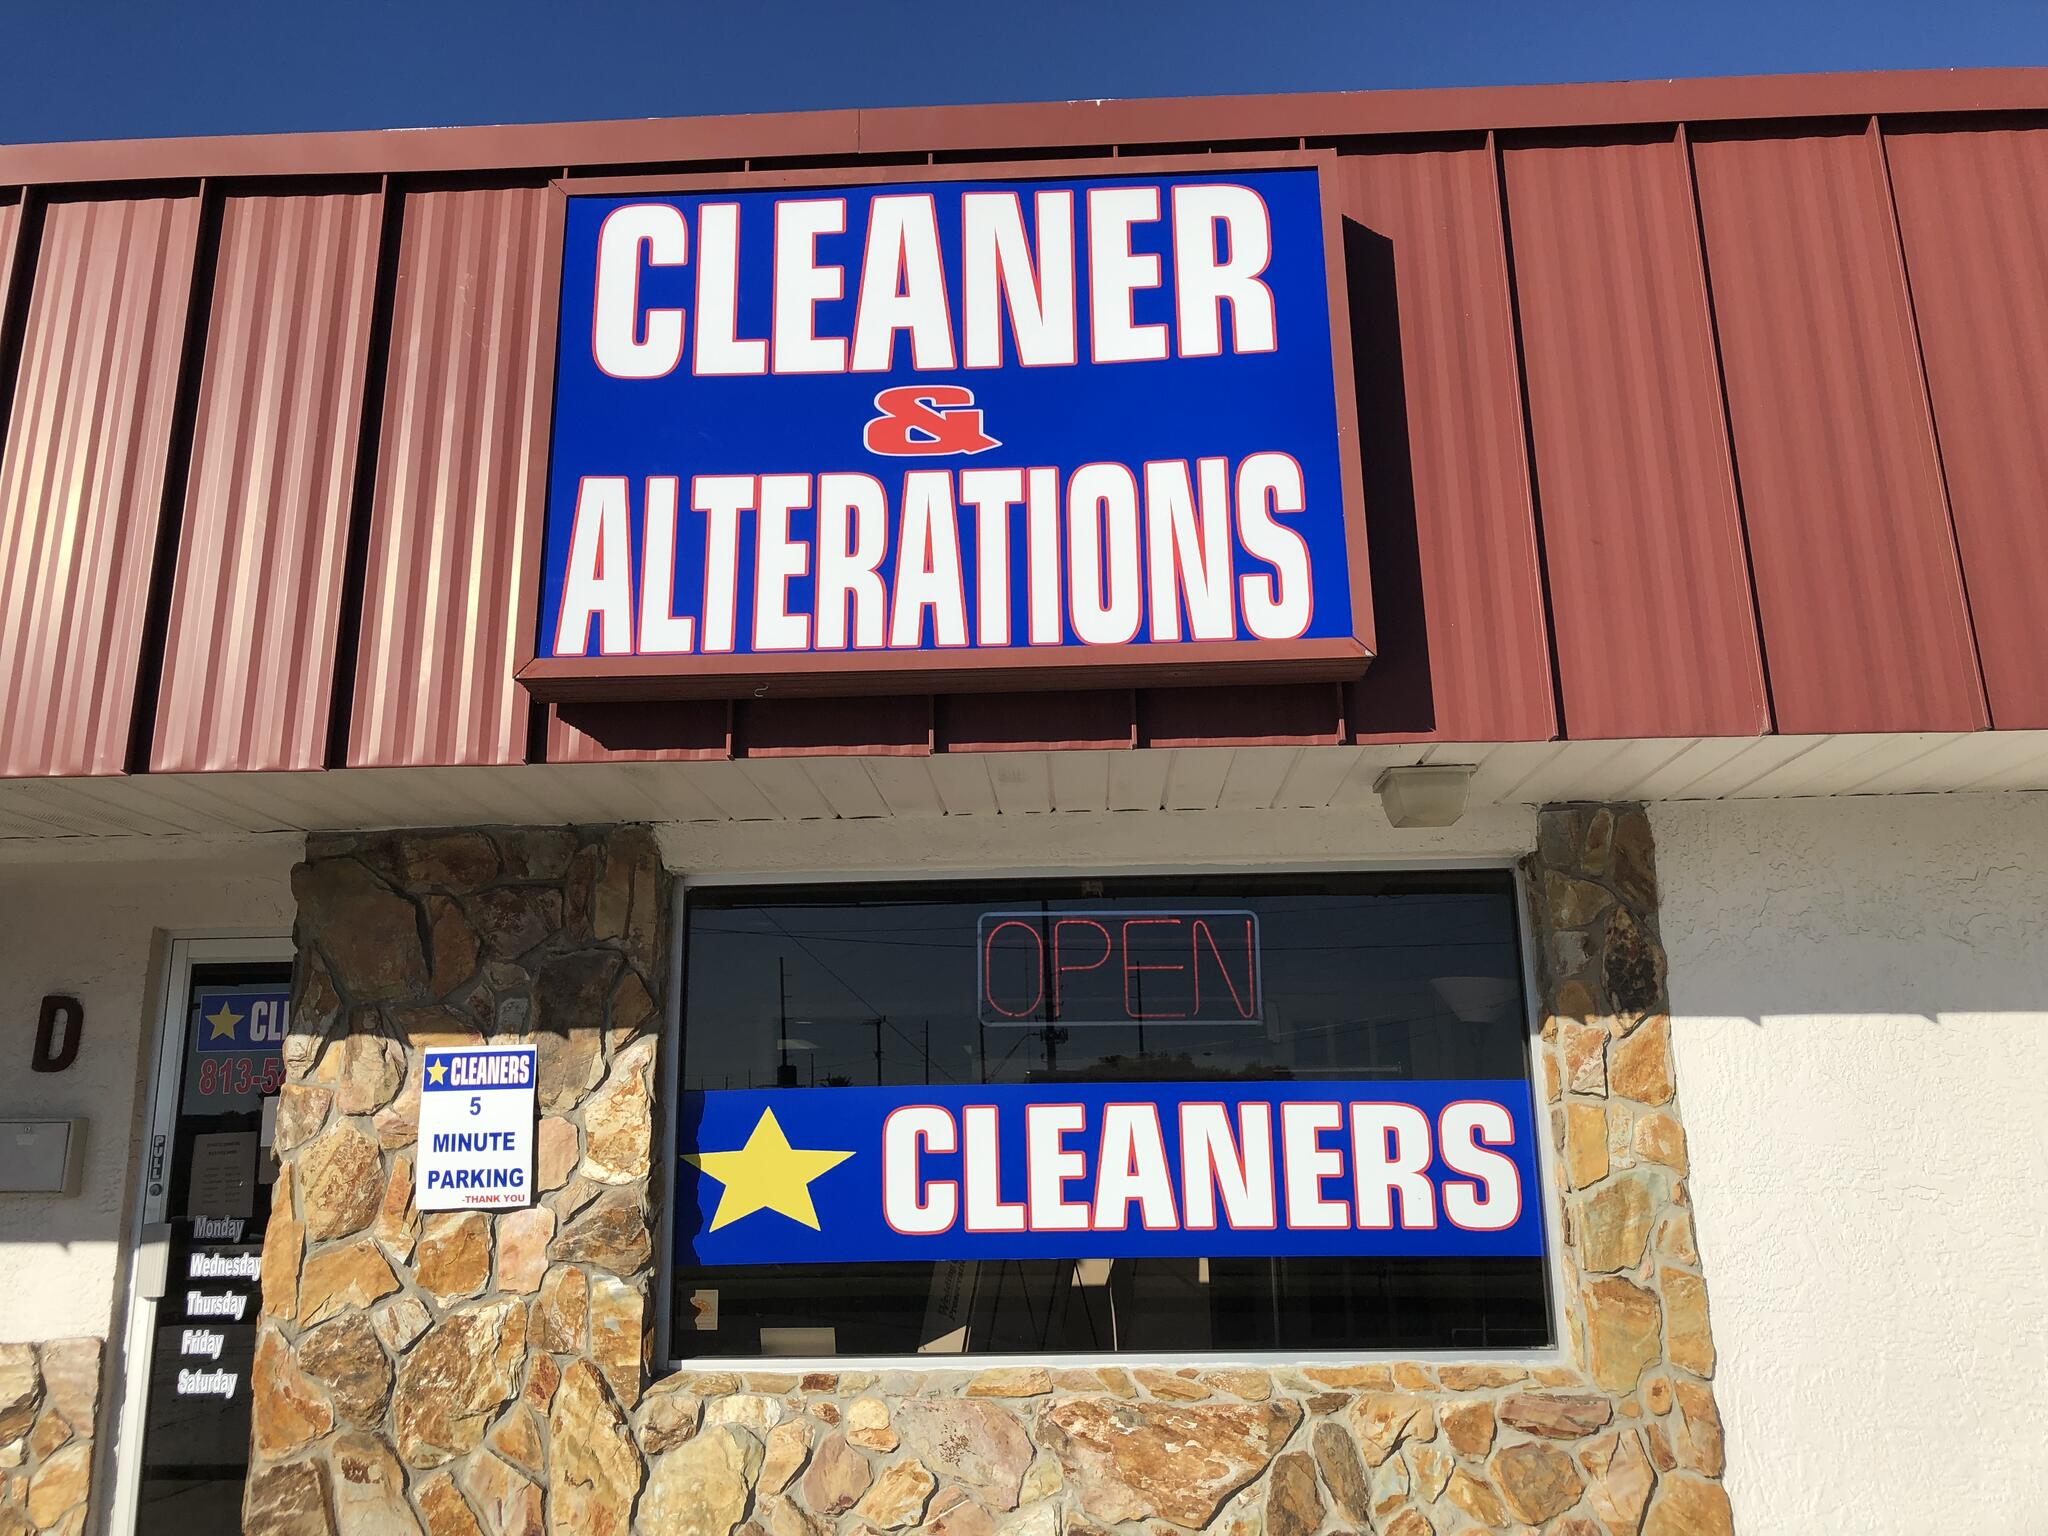 CLEANER
&
ALTERATIONS
OPEN
CLEANERS
CLEANERS
5
MINUTE
PARKING
-THANK YOU
D
PULL
Monday
Wednesday
Thursday
Friday
Saturday